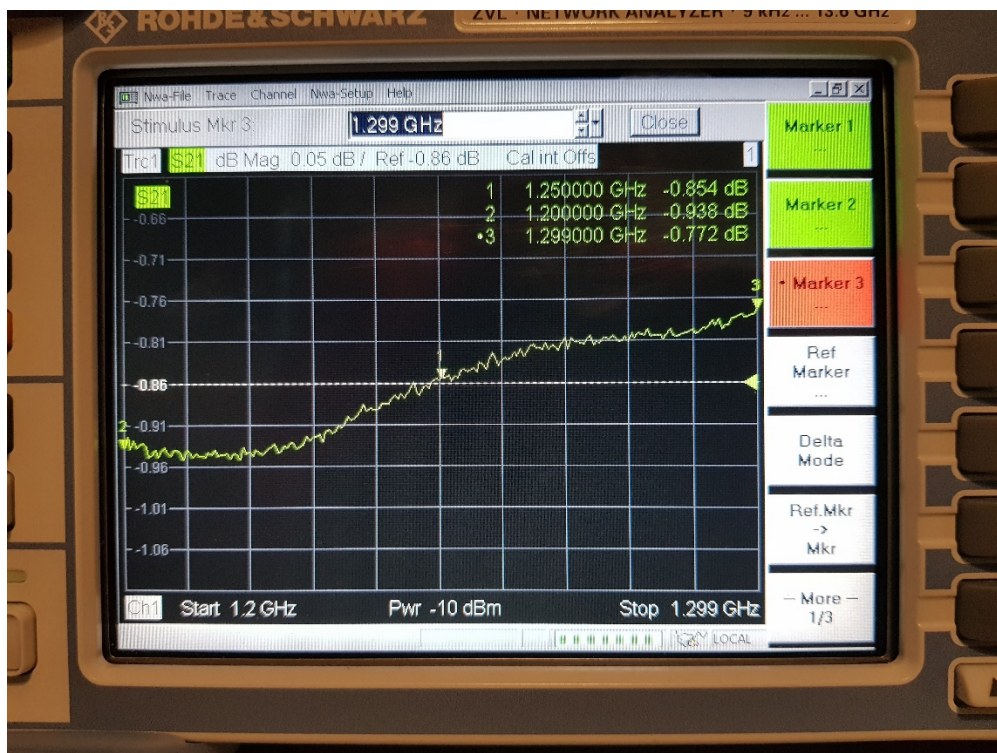 ROHDE&SCHWARZ
ZVL · NETWORK ANALYZER · 9 kHz ... 13.6 GHz
Nwa-File Trace Channel Nwa-Setup Help
Stimulus Mkr 3: 1.299 GHz Close
Trc1 S21 dB Mag 0.05 dB / Ref -0.86 dB Cal int Offs 1
S21
1 1.250000 GHz -0.854 dB
2 1.200000 GHz -0.938 dB
•3 1.299000 GHz -0.772 dB
-0.66
-0.71
-0.76
-0.81
-0.86
-0.91
-0.96
-1.01
-1.06
1
2
3
Ch1 Start 1.2 GHz Pwr -10 dBm Stop 1.299 GHz
LOCAL
Marker 1
...
Marker 2
...
• Marker 3
...
Ref
Marker
...
Delta
Mode
Ref.Mkr
->
Mkr
— More —
1/3